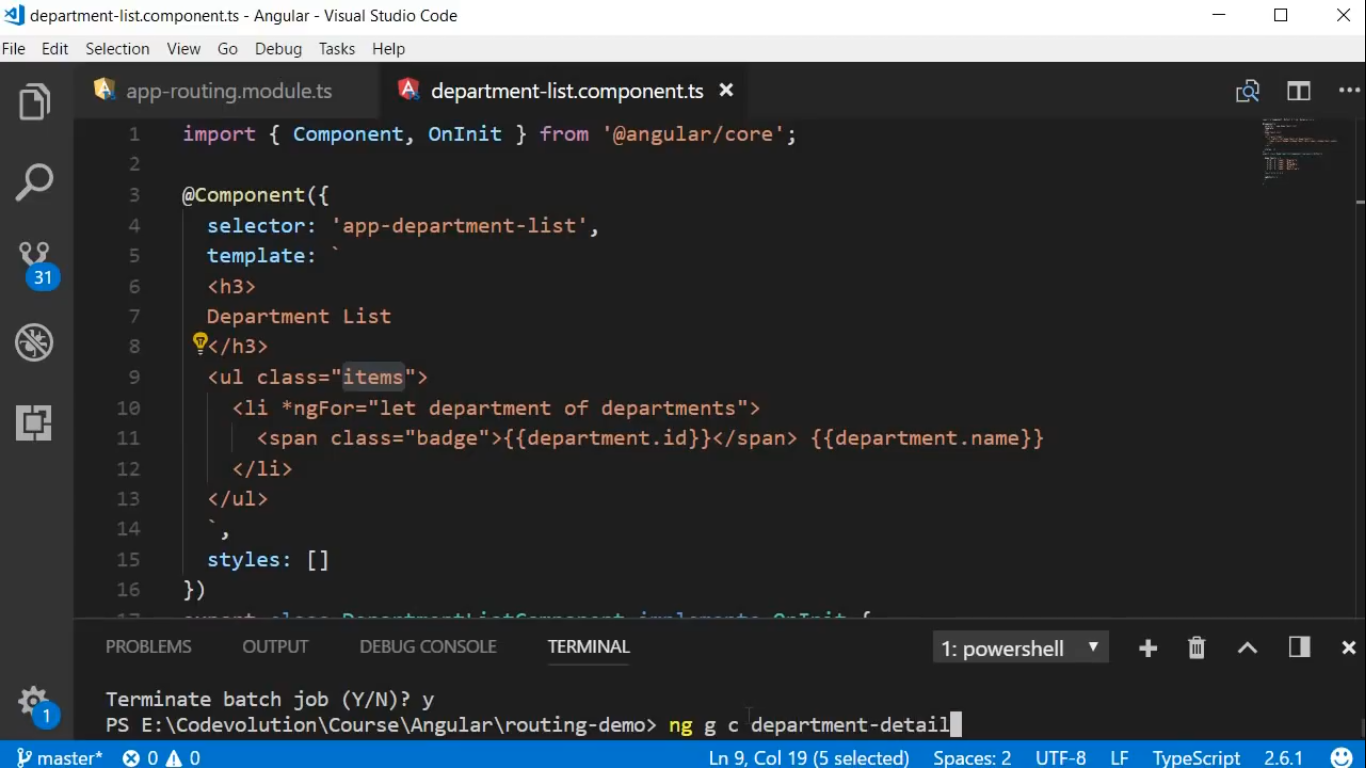 department-list.component.ts - Angular - Visual Studio Code
File Edit Selection View Go Debug Tasks Help
app-routing.module.ts department-list.component.ts
1 import { Component, OnInit } from '@angular/core';
2
3 @Component({
4 selector: 'app-department-list',
5 template: `
6 <h3>
7 Department List
8 </h3>
9 <ul class="items">
10 <li *ngFor="let department of departments">
11 <span class="badge">{{department.id}}</span> {{department.name}}
12 </li>
13 </ul>
14 `,
15 styles: []
16 })
17 export class DepartmentListComponent implements OnInit {
31
PROBLEMS OUTPUT DEBUG CONSOLE TERMINAL 1: powershell
Terminate batch job (Y/N)? y
PS E:\Codevolution\Course\Angular\routing-demo> ng g c department-detail
1
master* 0 0 Ln 9, Col 19 (5 selected) Spaces: 2 UTF-8 LF TypeScript 2.6.1